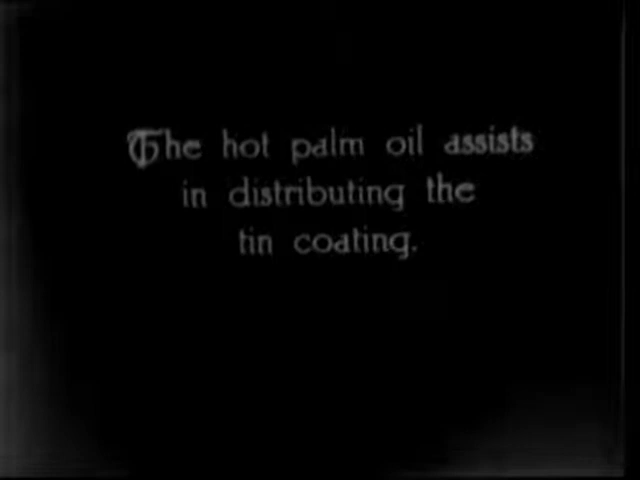 The hot palm oil assists
in distributing the
tin coating.